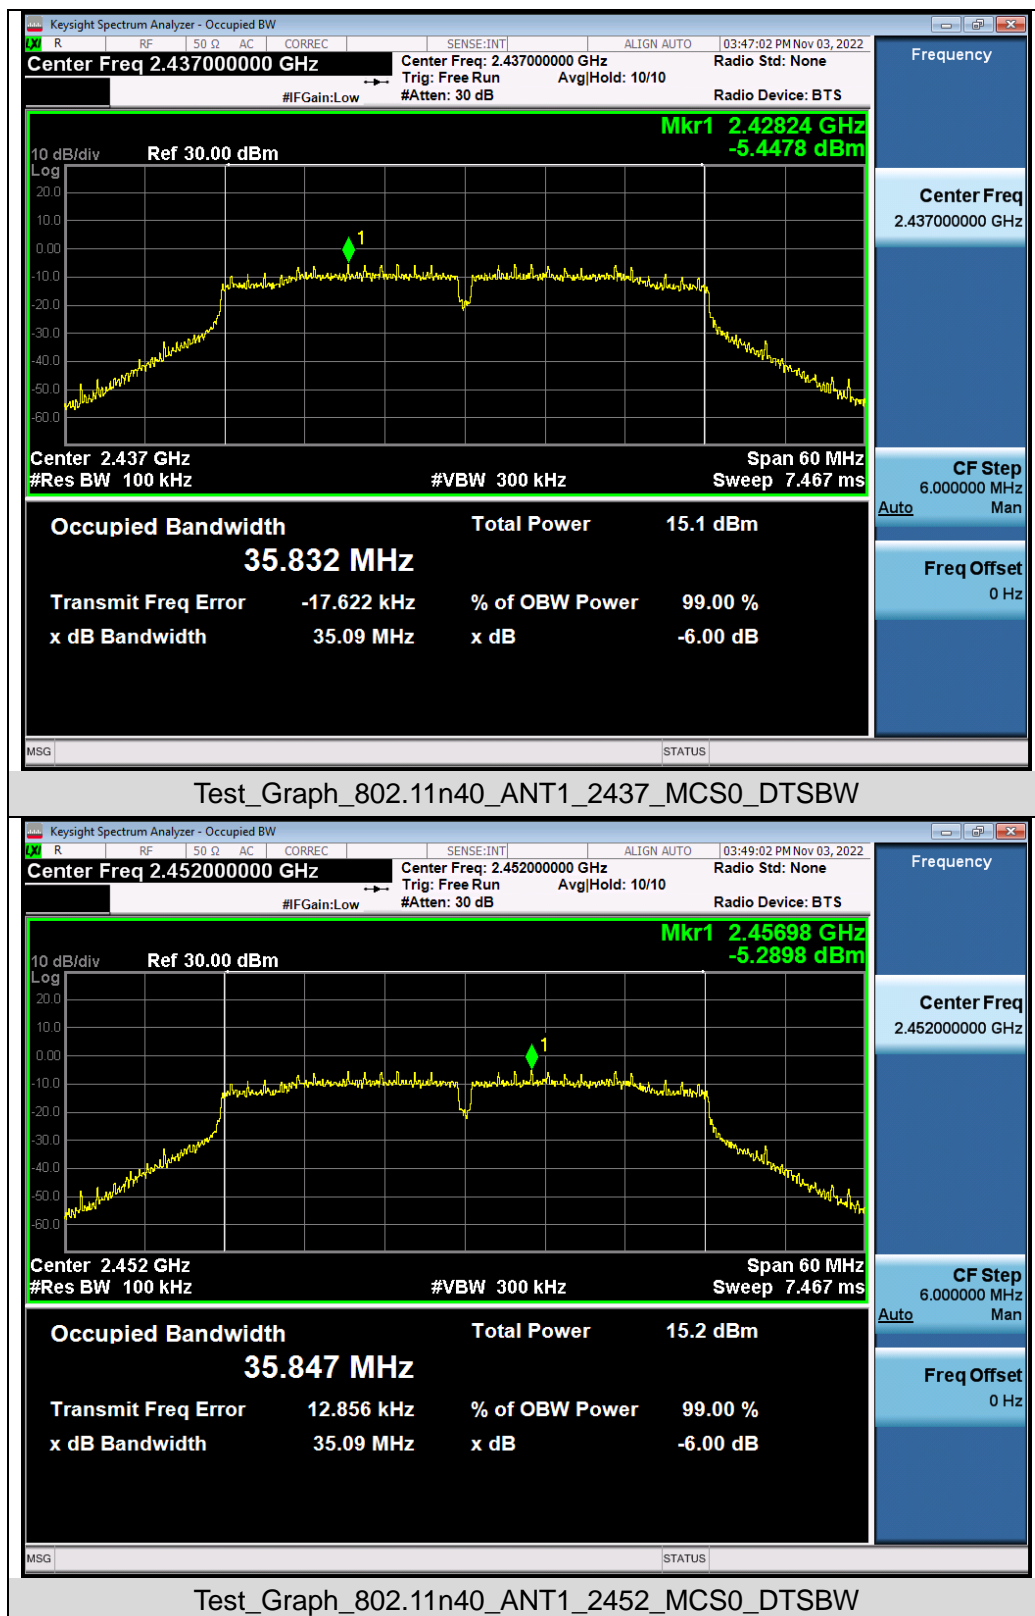 Keysight Spectrum Analyzer - Occupied BW
LXI R RF 50 Ω AC CORREC SENSE:INT ALIGN AUTO 03:47:02 PM Nov 03, 2022
Center Freq 2.437000000 GHz
Center Freq: 2.437000000 GHz Radio Std: None
Trig: Free Run Avg|Hold: 10/10
#IFGain:Low #Atten: 30 dB Radio Device: BTS
Frequency
Mkr1 2.42824 GHz
-5.4478 dBm
10 dB/div Ref 30.00 dBm
Log
20.0
10.0
0.00
-10.0
-20.0
-30.0
-40.0
-50.0
-60.0
1
Center 2.437 GHz Span 60 MHz
#Res BW 100 kHz #VBW 300 kHz Sweep 7.467 ms
Center Freq
2.437000000 GHz
CF Step
6.000000 MHz
Auto Man
Freq Offset
0 Hz
Occupied Bandwidth Total Power 15.1 dBm
35.832 MHz
Transmit Freq Error -17.622 kHz % of OBW Power 99.00 %
x dB Bandwidth 35.09 MHz x dB -6.00 dB
MSG STATUS
Test_Graph_802.11n40_ANT1_2437_MCS0_DTSBW
Keysight Spectrum Analyzer - Occupied BW
LXI R RF 50 Ω AC CORREC SENSE:INT ALIGN AUTO 03:49:02 PM Nov 03, 2022
Center Freq 2.452000000 GHz
Center Freq: 2.452000000 GHz Radio Std: None
Trig: Free Run Avg|Hold: 10/10
#IFGain:Low #Atten: 30 dB Radio Device: BTS
Frequency
Mkr1 2.45698 GHz
-5.2898 dBm
10 dB/div Ref 30.00 dBm
Log
20.0
10.0
0.00
-10.0
-20.0
-30.0
-40.0
-50.0
-60.0
1
Center 2.452 GHz Span 60 MHz
#Res BW 100 kHz #VBW 300 kHz Sweep 7.467 ms
Center Freq
2.452000000 GHz
CF Step
6.000000 MHz
Auto Man
Freq Offset
0 Hz
Occupied Bandwidth Total Power 15.2 dBm
35.847 MHz
Transmit Freq Error 12.856 kHz % of OBW Power 99.00 %
x dB Bandwidth 35.09 MHz x dB -6.00 dB
MSG STATUS
Test_Graph_802.11n40_ANT1_2452_MCS0_DTSBW